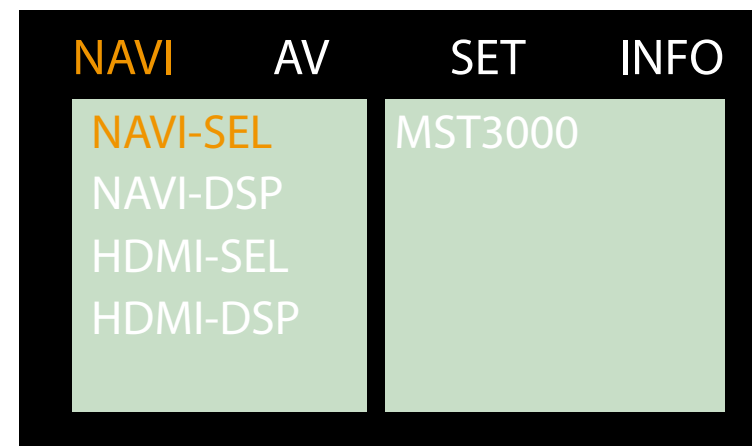 NAVI AV SET INFO
NAVI-SEL MST3000
NAVI-DSP
HDMI-SEL
HDMI-DSP